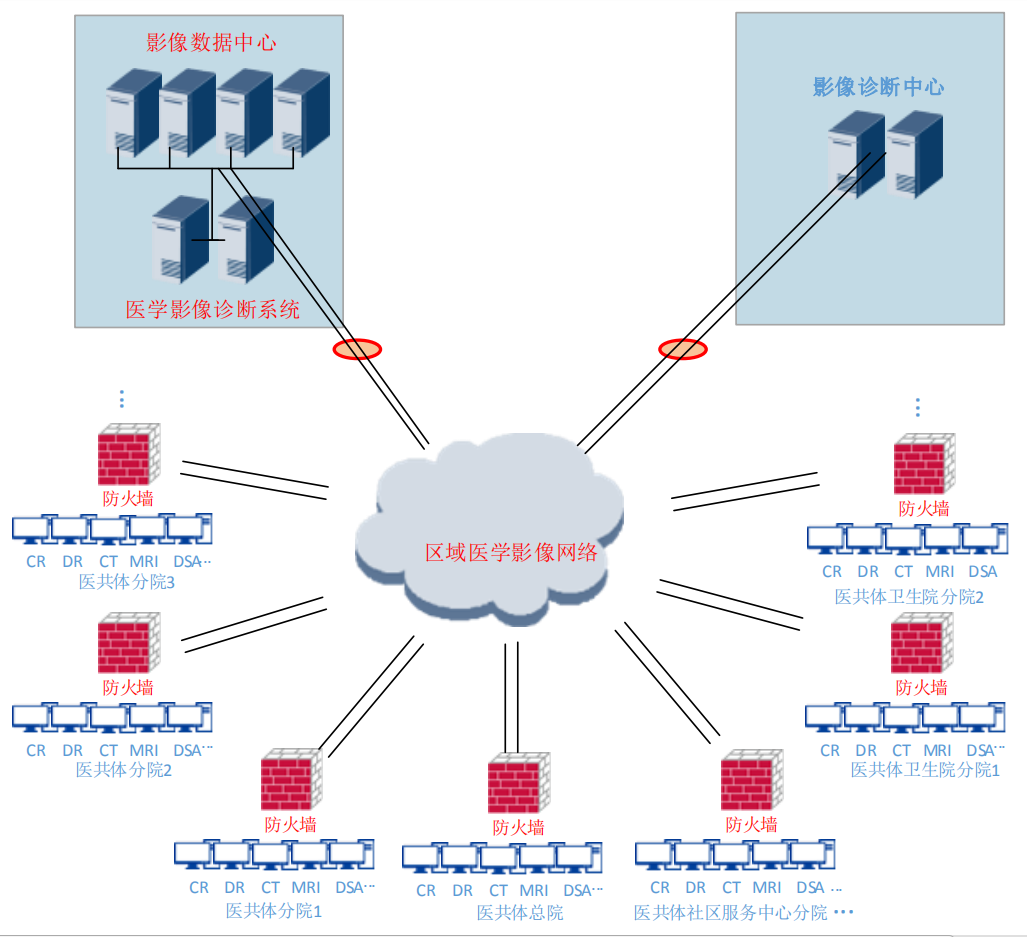 影像数据中心
影像诊断中心
医学影像诊断系统
区域医学影像网络
防火墙
CR DR CT MRI DSA...
医共体分院3
防火墙
CR DR CT MRI DSA
医共体卫生院分院2
防火墙
CR DR CT MRI DSA...
医共体分院2
防火墙
CR DR CT MRI DSA...
医共体卫生院分院1
防火墙
CR DR CT MRI DSA...
医共体分院1
防火墙
CR DR CT MRI DSA...
医共体总院
防火墙
CR DR CT MRI DSA ...
医共体社区服务中心分院 ...